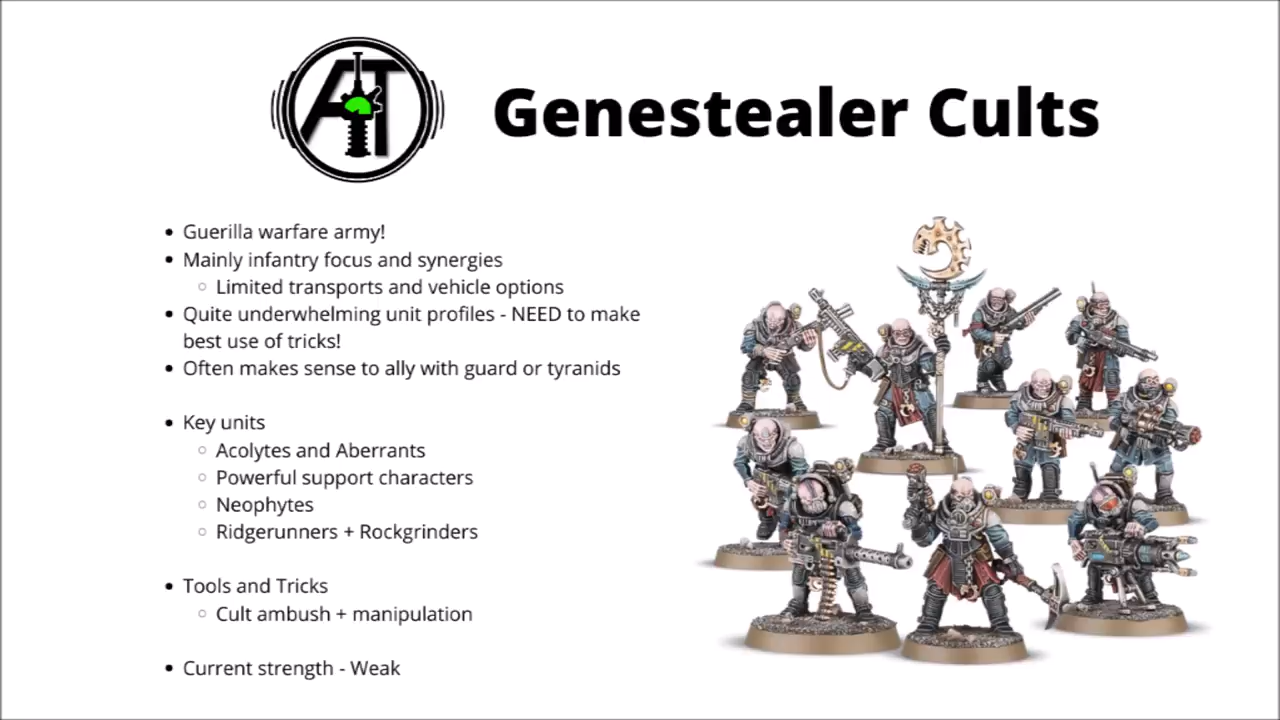 AT
Genestealer Cults
• Guerilla warfare army!
• Mainly infantry focus and synergies
◦ Limited transports and vehicle options
• Quite underwhelming unit profiles - NEED to make
best use of tricks!
• Often makes sense to ally with guard or tyranids
• Key units
◦ Acolytes and Aberrants
◦ Powerful support characters
◦ Neophytes
◦ Ridgerunners + Rockgrinders
• Tools and Tricks
◦ Cult ambush + manipulation
• Current strength - Weak